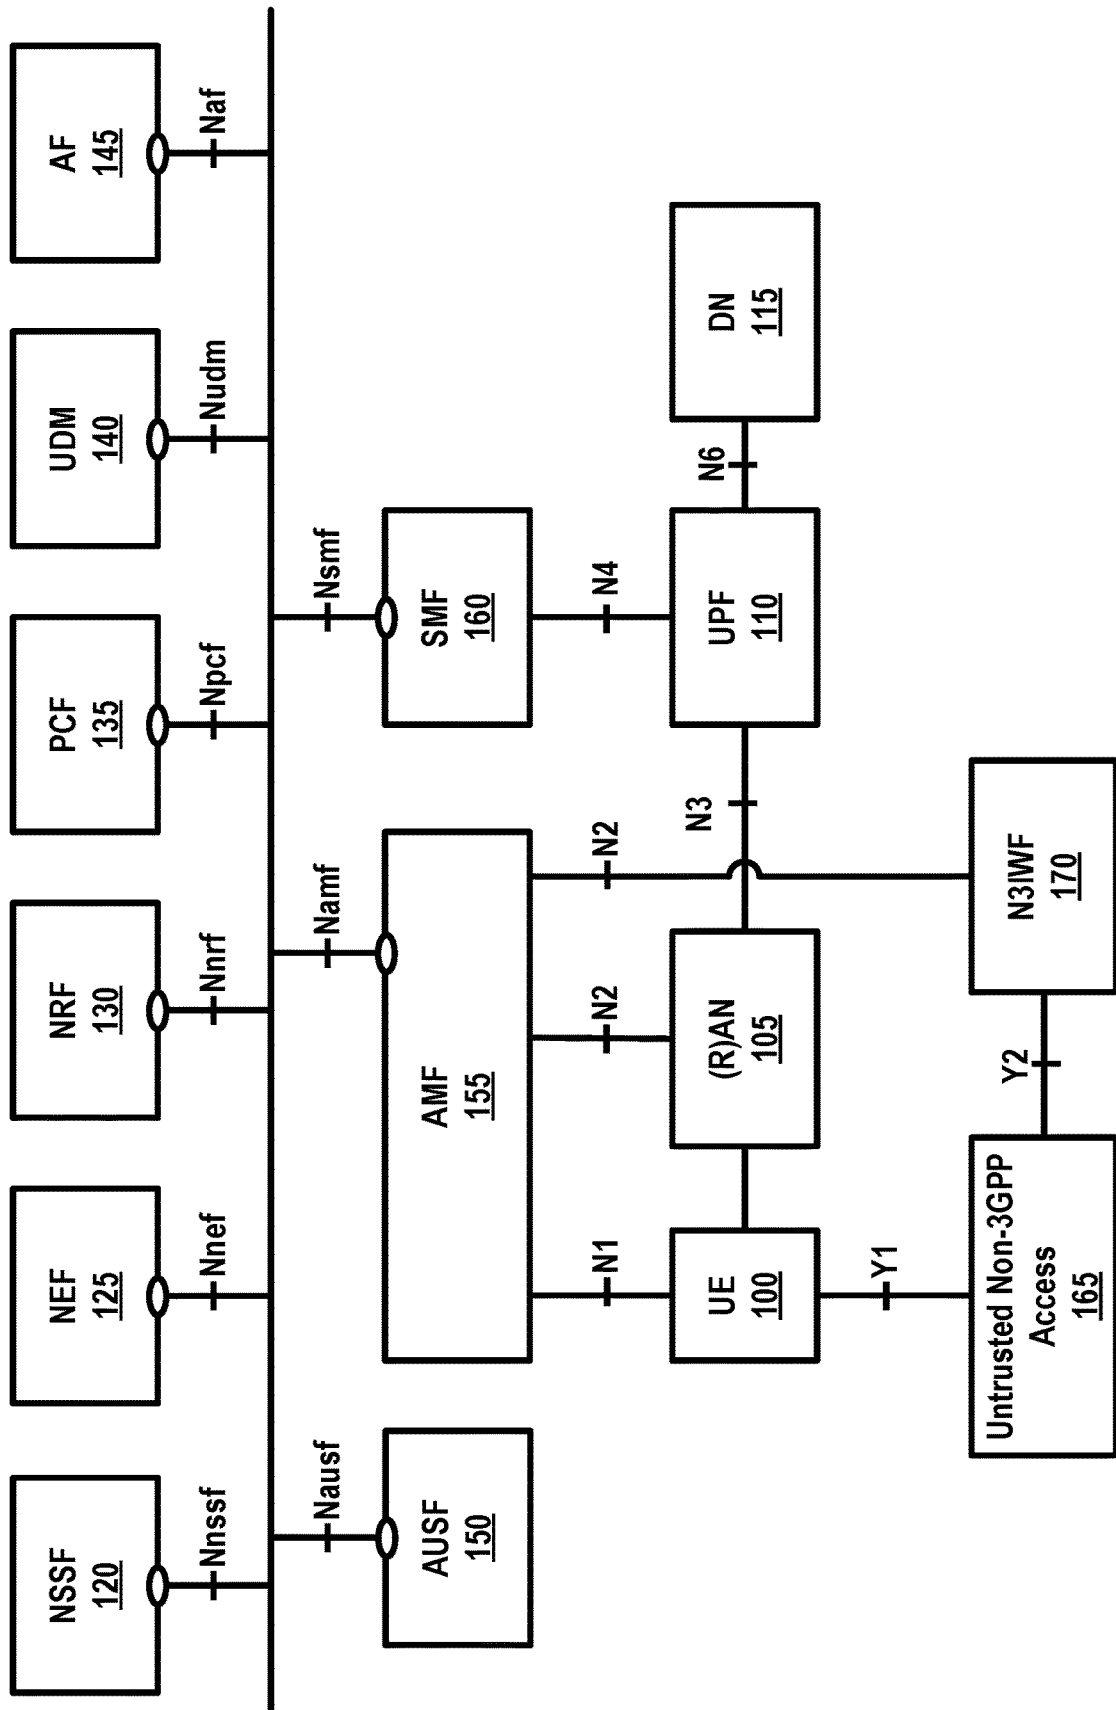 NSSF
120
NEF
125
NRF
130
PCF
135
UDM
140
AF
145
Nnssf
Nnef
Nnrf
Npcf
Nudm
Naf
Nausf
Namf
Nsmf
AUSF
150
AMF
155
SMF
160
N1
N2
N2
N4
UE
100
(R)AN
105
N3
UPF
110
N6
DN
115
Y1
Untrusted Non-3GPP
Access
165
Y2
N3IWF
170